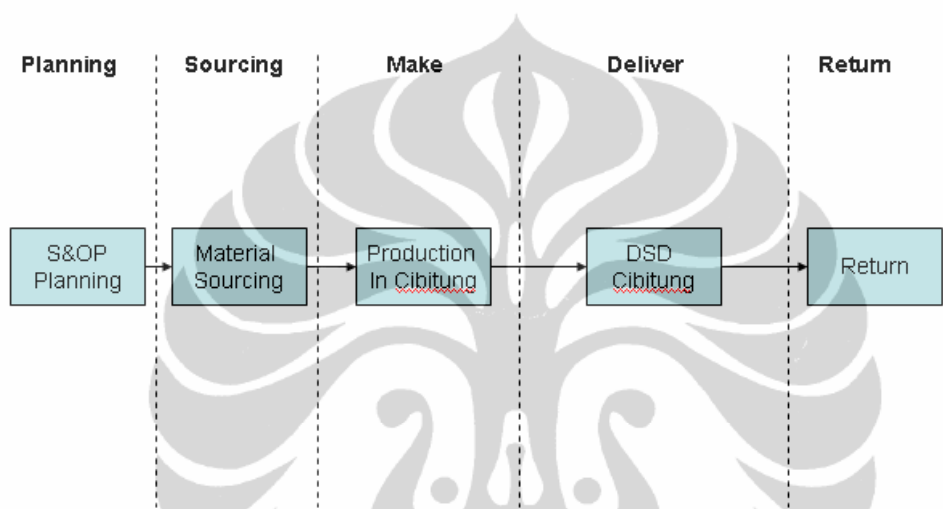 Planning Sourcing Make Deliver Return
S&OP
Planning
Material
Sourcing
Production
In Cibitung
DSD
Cibitung
Return